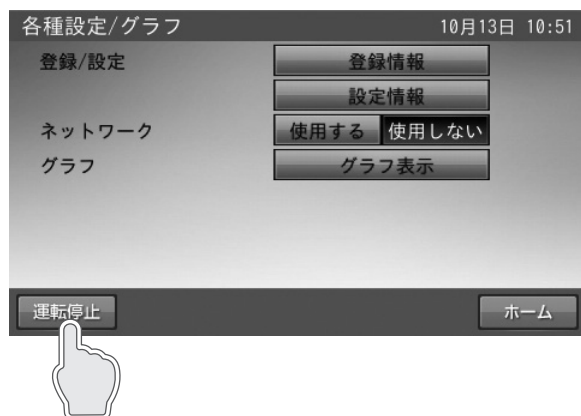 各種設定/グラフ 10月13日 10:51
登録/設定 登録情報
設定情報
ネットワーク 使用する 使用しない
グラフ グラフ表示
運転停止 ホーム